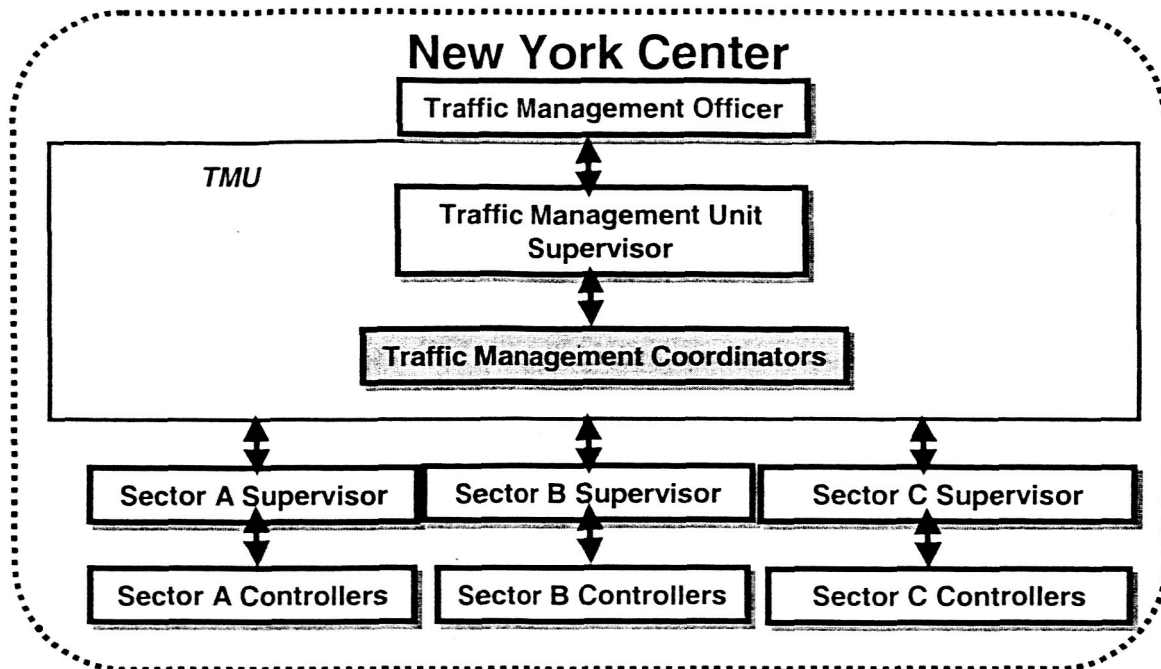 New York Center
Traffic Management Officer
TMU
Traffic Management Unit
Supervisor
Traffic Management Coordinators
Sector A Supervisor
Sector B Supervisor
Sector C Supervisor
Sector A Controllers
Sector B Controllers
Sector C Controllers